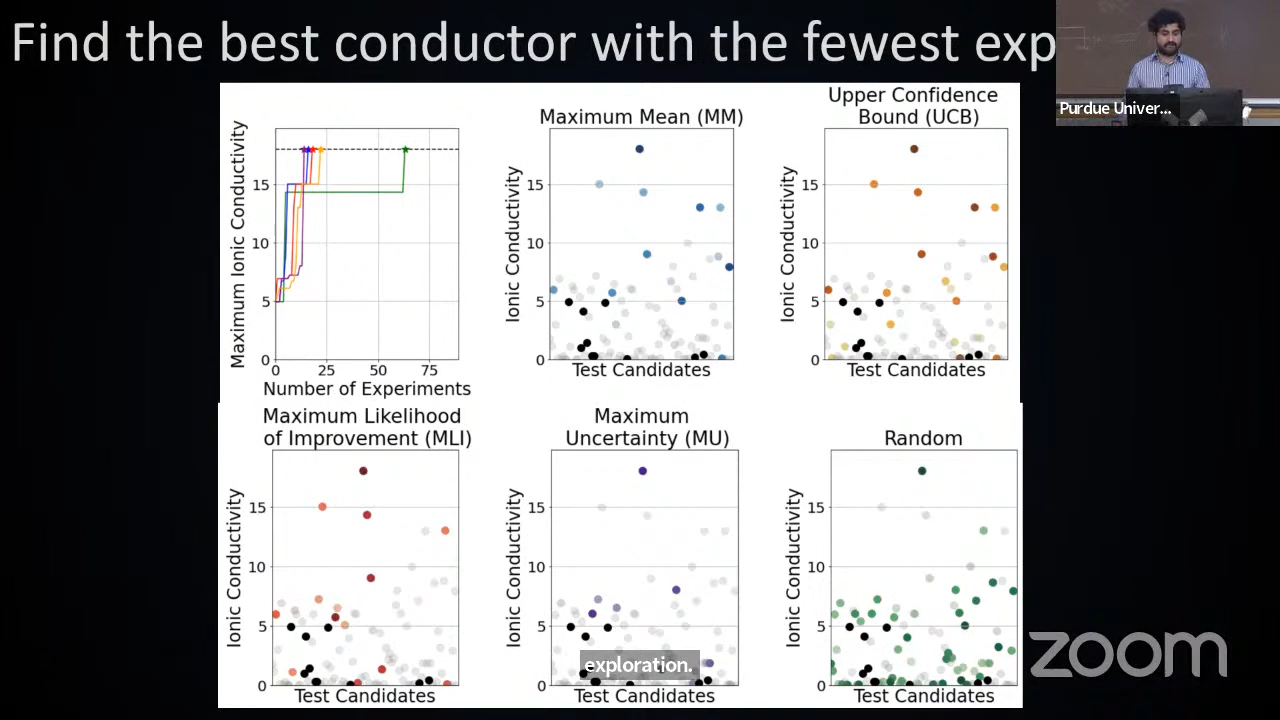 Find the best conductor with the fewest exp
Purdue Univer...
Maximum Ionic Conductivity
15
10
5
0
0 25 50 75
Number of Experiments
Maximum Mean (MM)
Ionic Conductivity
15
10
5
0
Test Candidates
Upper Confidence
Bound (UCB)
Ionic Conductivity
15
10
5
0
Test Candidates
Maximum Likelihood
of Improvement (MLI)
Ionic Conductivity
15
10
5
0
Test Candidates
Maximum
Uncertainty (MU)
Ionic Conductivity
15
10
5
0
Test Candidates
exploration.
Random
Ionic Conductivity
15
10
5
0
Test Candidates
zoom